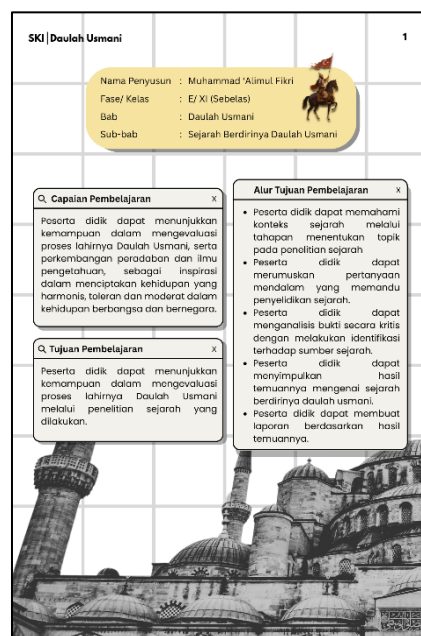 SKI | Daulah Usmani
1
Nama Penyusun : Muhammad 'Alimul Fikri
Fase/ Kelas : E/ XI (Sebelas)
Bab : Daulah Usmani
Sub-bab : Sejarah Berdirinya Daulah Usmani
Capaian Pembelajaran X
Peserta didik dapat menunjukkan
kemampuan dalam mengevaluasi
proses lahirnya Daulah Usmani, serta
perkembangan peradaban dan ilmu
pengetahuan, sebagai inspirasi
dalam menciptakan kehidupan yang
harmonis, toleran dan moderat dalam
kehidupan berbangsa dan bernegara.
Tujuan Pembelajaran X
Peserta didik dapat menunjukkan
kemampuan dalam mengevaluasi
proses lahirnya Daulah Usmani
melalui penelitian sejarah yang
dilakukan.
Alur Tujuan Pembelajaran X
• Peserta didik dapat memahami
konteks sejarah melalui
tahapan menentukan topik
pada penelitian sejarah
• Peserta didik dapat
merumuskan pertanyaan
mendalam yang memandu
penyelidikan sejarah.
• Peserta didik dapat
menganalisis bukti secara kritis
dengan melakukan identifikasi
terhadap sumber sejarah.
• Peserta didik dapat
menyimpulkan hasil
temuannya mengenai sejarah
berdirinya daulah usmani.
• Peserta didik dapat membuat
laporan berdasarkan hasil
temuannya.